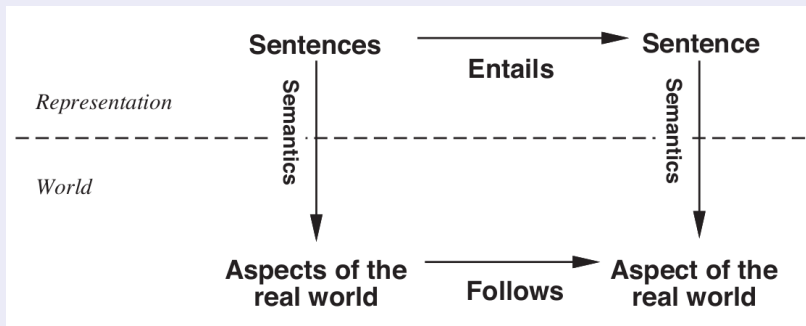 Sentences
Sentence
Entails
Semantics
Semantics
Representation
World
Aspects of the
real world
Follows
Aspect of the
real world